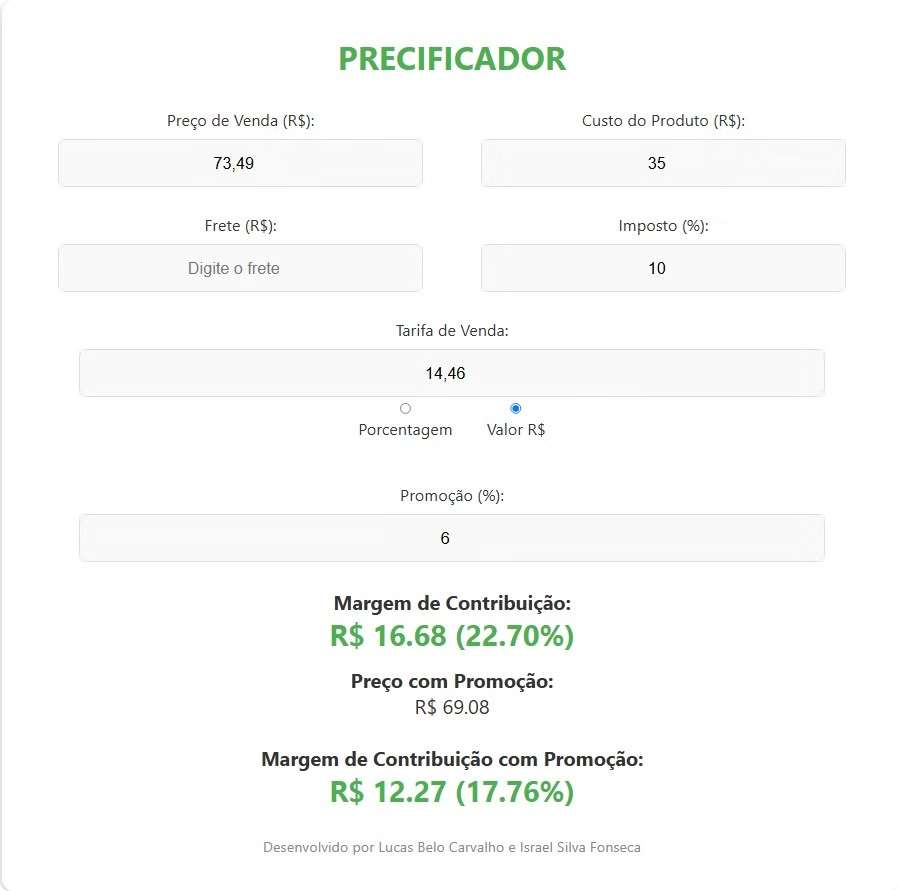 PRECIFICADOR
Preço de Venda (R$):
Custo do Produto (R$):
73,49
35
Frete (R$):
Imposto (%):
Digite o frete
10
Tarifa de Venda:
14,46
Porcentagem
Valor R$
Promoção (%):
6
Margem de Contribuição:
R$ 16.68 (22.70%)
Preço com Promoção:
R$ 69.08
Margem de Contribuição com Promoção:
R$ 12.27 (17.76%)
Desenvolvido por Lucas Belo Carvalho e Israel Silva Fonseca